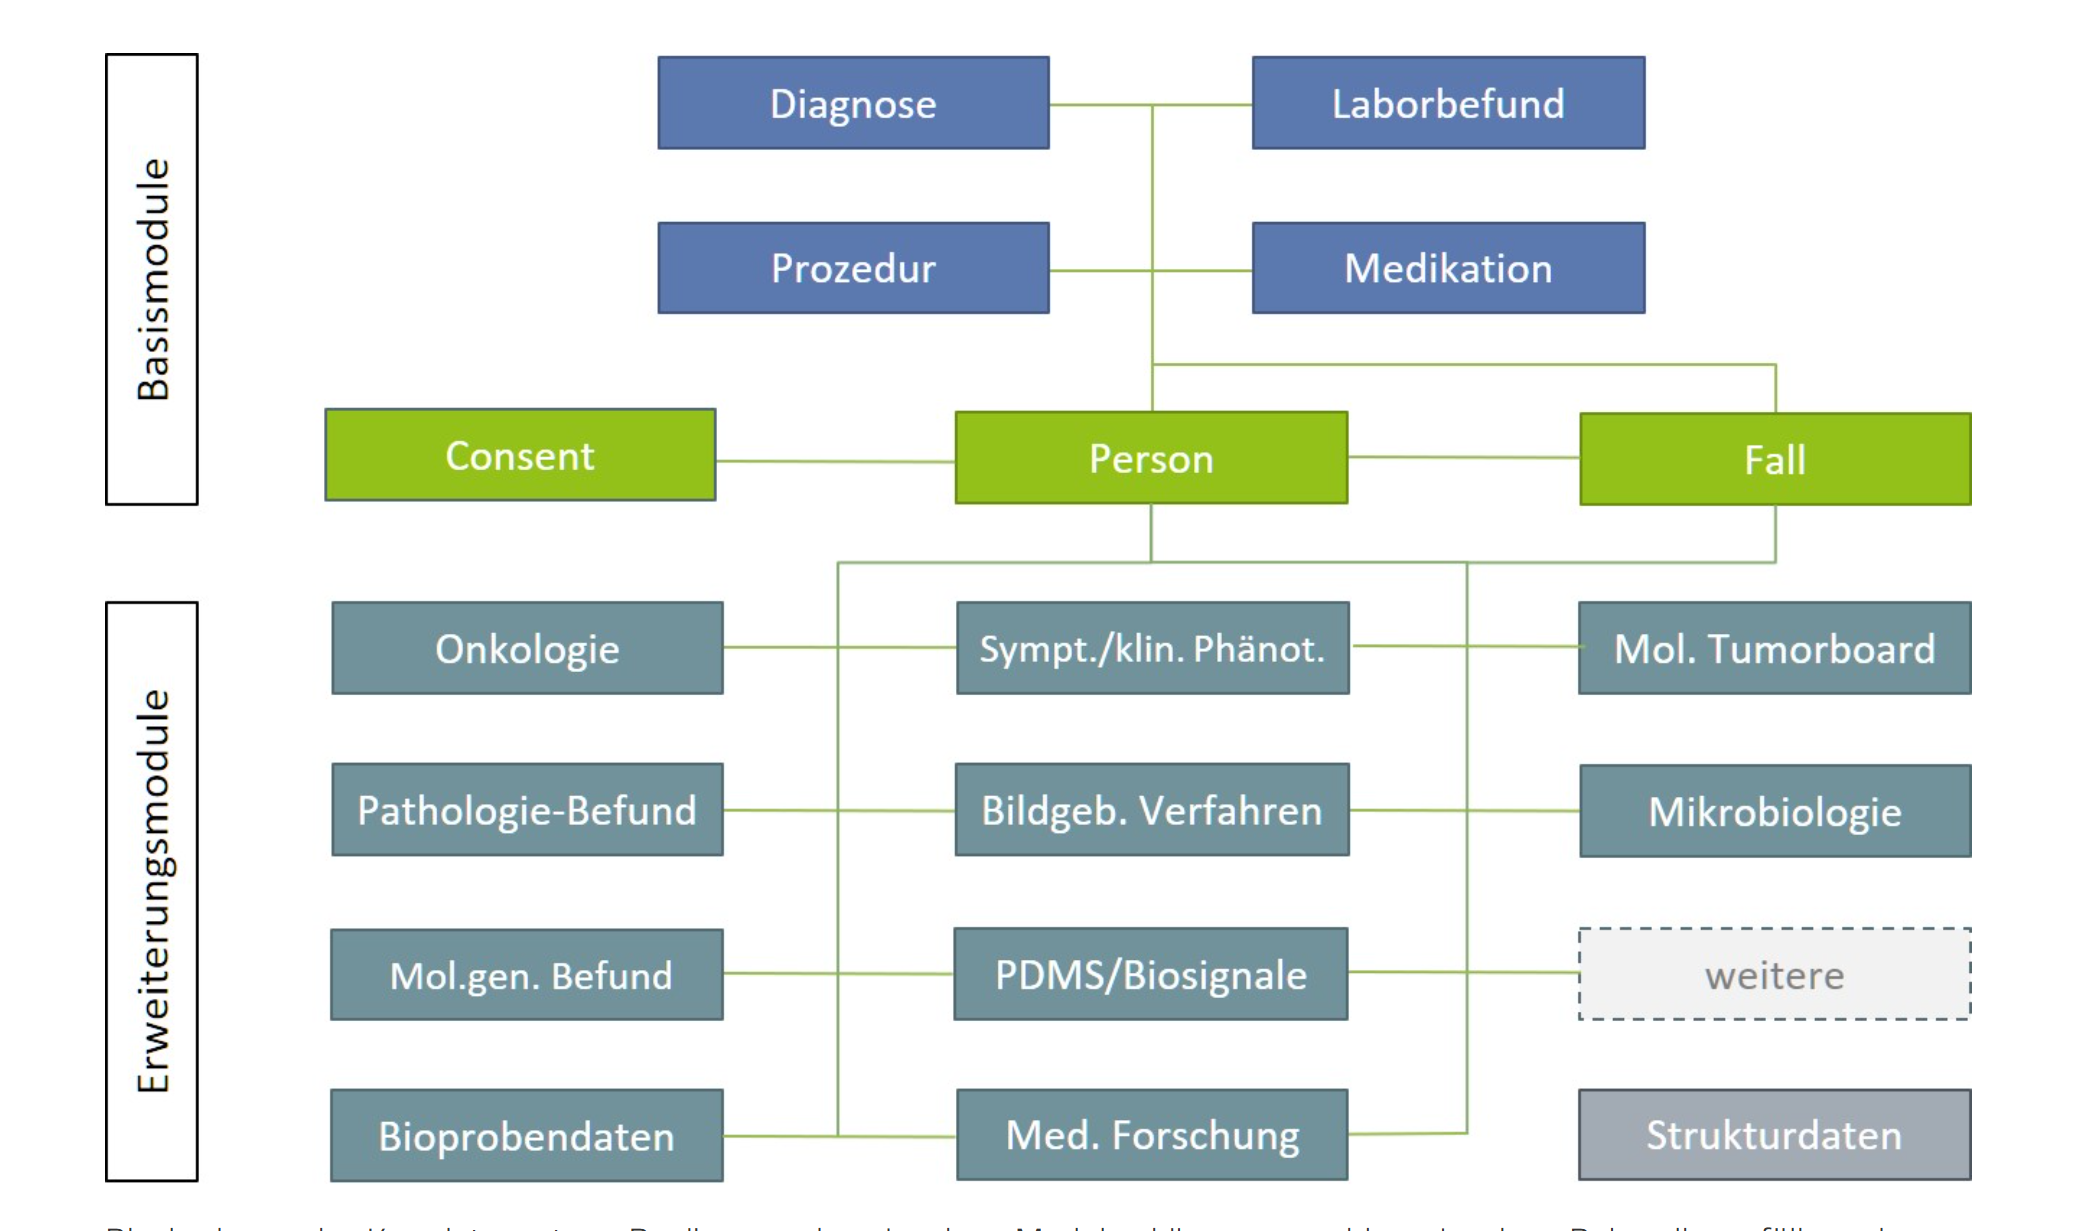 Basismodule
Diagnose
Laborbefund
Prozedur
Medikation
Consent
Person
Fall
Erweiterungsmodule
Onkologie
Sympt./klin. Phänot.
Mol. Tumorboard
Pathologie-Befund
Bildgeb. Verfahren
Mikrobiologie
Mol.gen. Befund
PDMS/Biosignale
weitere
Bioprobendaten
Med. Forschung
Strukturdaten